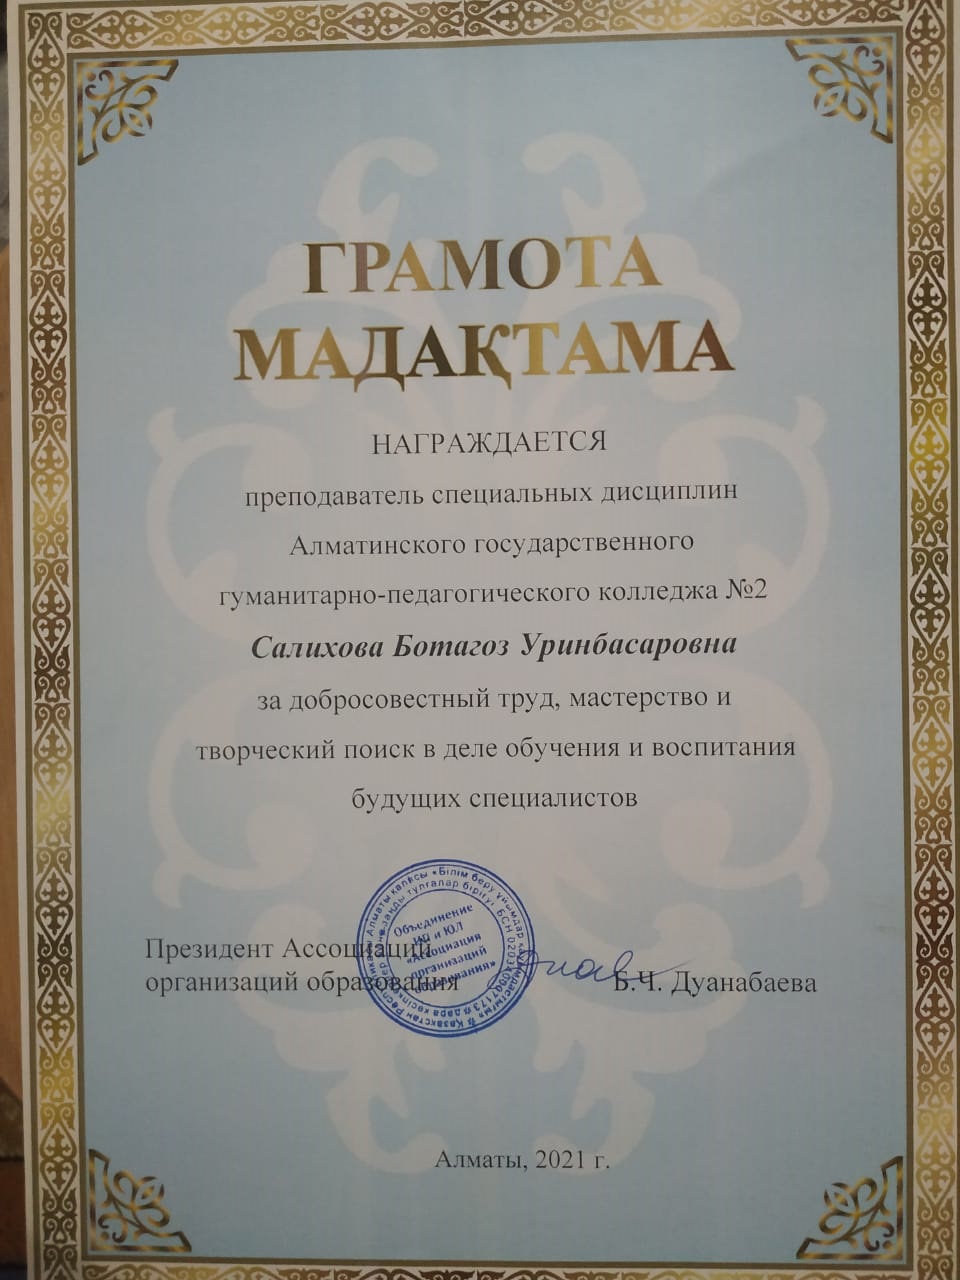 ГРАМОТА
МАДАҚТАМА
НАГРАЖДАЕТСЯ
преподаватель специальных дисциплин
Алматинского государственного
гуманитарно-педагогического колледжа №2
Салихова Ботагоз Уринбасаровна
за добросовестный труд, мастерство и
творческий поиск в деле обучения и воспитания
будущих специалистов
Объединение
ИП и ЮЛ
«Ассоциация
организаций
образования»
Президент Ассоциации
организаций образования Б.Ч. Дуанабаева
Алматы, 2021 г.